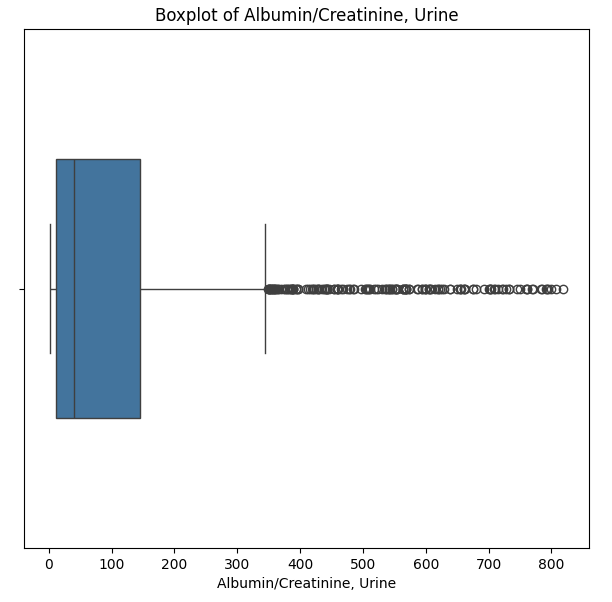 Boxplot of Albumin/Creatinine, Urine
0 100 200 300 400 500 600 700 800
Albumin/Creatinine, Urine